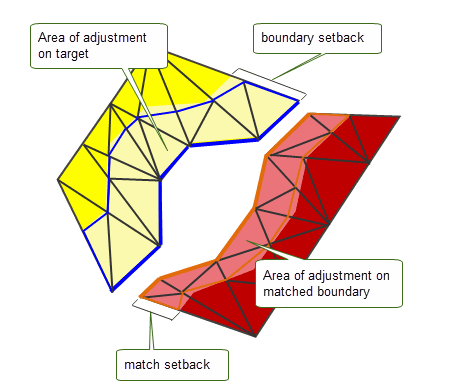 Area of adjustment
on target
boundary setback
Area of adjustment on
matched boundary
match setback